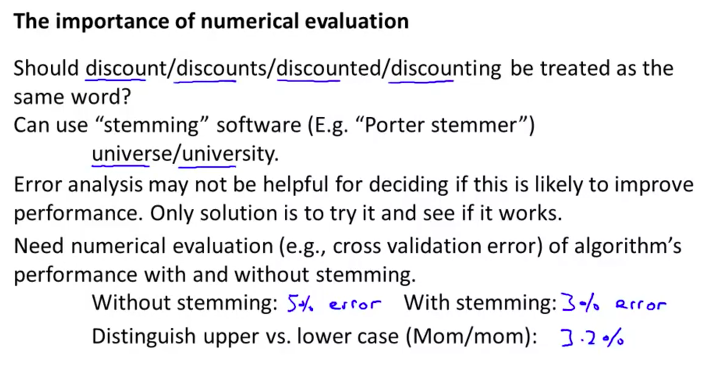 The importance of numerical evaluation
Should discount/discounts/discounted/discounting be treated as the
same word?
Can use “stemming” software (E.g. “Porter stemmer”)
universe/university.
Error analysis may not be helpful for deciding if this is likely to improve
performance. Only solution is to try it and see if it works.
Need numerical evaluation (e.g., cross validation error) of algorithm’s
performance with and without stemming.
Without stemming: 5% error With stemming: 3% error
Distinguish upper vs. lower case (Mom/mom): 3.2%